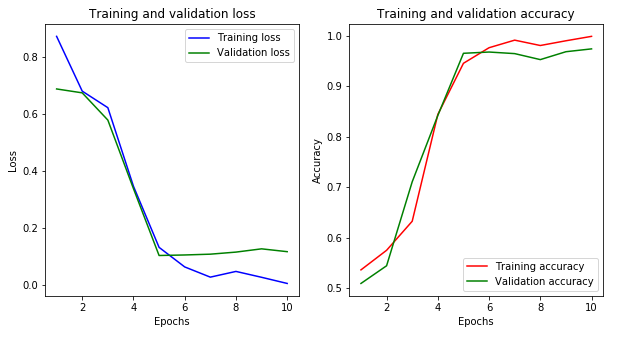 Training and validation loss
Training loss
Validation loss
0.8
0.6
0.4
0.2
0.0
Loss
2
4
6
8
10
Epochs
Training and validation accuracy
1.0
0.9
0.8
0.7
0.6
0.5
Accuracy
Training accuracy
Validation accuracy
2
4
6
8
10
Epochs